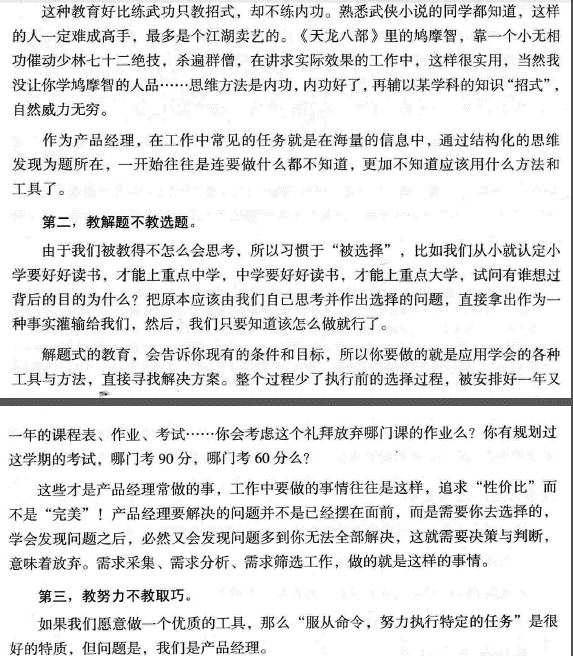 这种教育好比练武功只教招式，却不练内功。熟悉武侠小说的同学都知道，这样
的人一定难成高手，最多是个江湖卖艺的。《天龙八部》里的鸠摩智，靠一个小无相
功催动少林七十二绝技，杀遍群僧，在讲求实际效果的工作中，这样很实用，当然我
没让你学鸠摩智的人品……思维方法是内功，内功好了，再辅以某学科的知识“招式”，
自然威力无穷。
作为产品经理，在工作中常见的任务就是在海量的信息中，通过结构化的思维
发现为题所在，一开始往往是连要做什么都不知道，更加不知道应该用什么方法和
工具了。
第二，教解题不教选题。
由于我们被教得不怎么会思考，所以习惯于“被选择”，比如我们从小就认定小
学要好好读书，才能上重点中学，中学要好好读书，才能上重点大学，试问有谁想过
背后的目的为什么？把原本应该由我们自己思考并作出选择的问题，直接拿出作为一
种事实灌输给我们，然后，我们只要知道该怎么做就行了。
解题式的教育，会告诉你现有的条件和目标，所以你要做的就是应用学会的各种
工具与方法，直接寻找解决方案。整个过程少了执行前的选择过程，被安排好一年又
一年的课程表、作业、考试……你会考虑这个礼拜放弃哪门课的作业么？你有规划过
这学期的考试，哪门考 90 分，哪门考 60 分么？
这些才是产品经理常做的事，工作中要做的事情往往是这样，追求“性价比”而
不是“完美”！产品经理要解决的问题并不是已经摆在面前，而是需要你去选择的，
学会发现问题之后，必然又会发现问题多到你无法全部解决，这就需要决策与判断，
意味着放弃。需求采集、需求分析、需求筛选工作，做的就是这样的事情。
第三，教努力不教取巧。
如果我们愿意做一个优质的工具，那么“服从命令，努力执行特定的任务”是很
好的特质，但问题是，我们是产品经理。